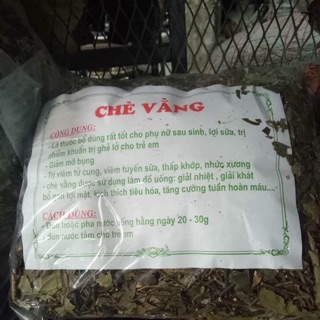 CHÈ VẰNG
CÔNG DỤNG:
- Là nước bổ dùng rất tốt cho phụ nữ sau sinh, lợi sữa, trị
nhiễm khuẩn trị ghẻ lở cho trẻ em
- Giảm mỡ bụng
- Trị viêm tử cung, viêm tuyến sữa, thấp khớp, nhức xương
- chè vằng được sử dụng làm đồ uống: giải nhiệt , giải khát
bổ gan lợi mật, kích thích tiêu hóa, tăng cường tuần hoàn máu....
CÁCH DÙNG:
- Đun hoặc pha nước uống hằng ngày 20 - 30g
- đun nước tắm cho trẻ em